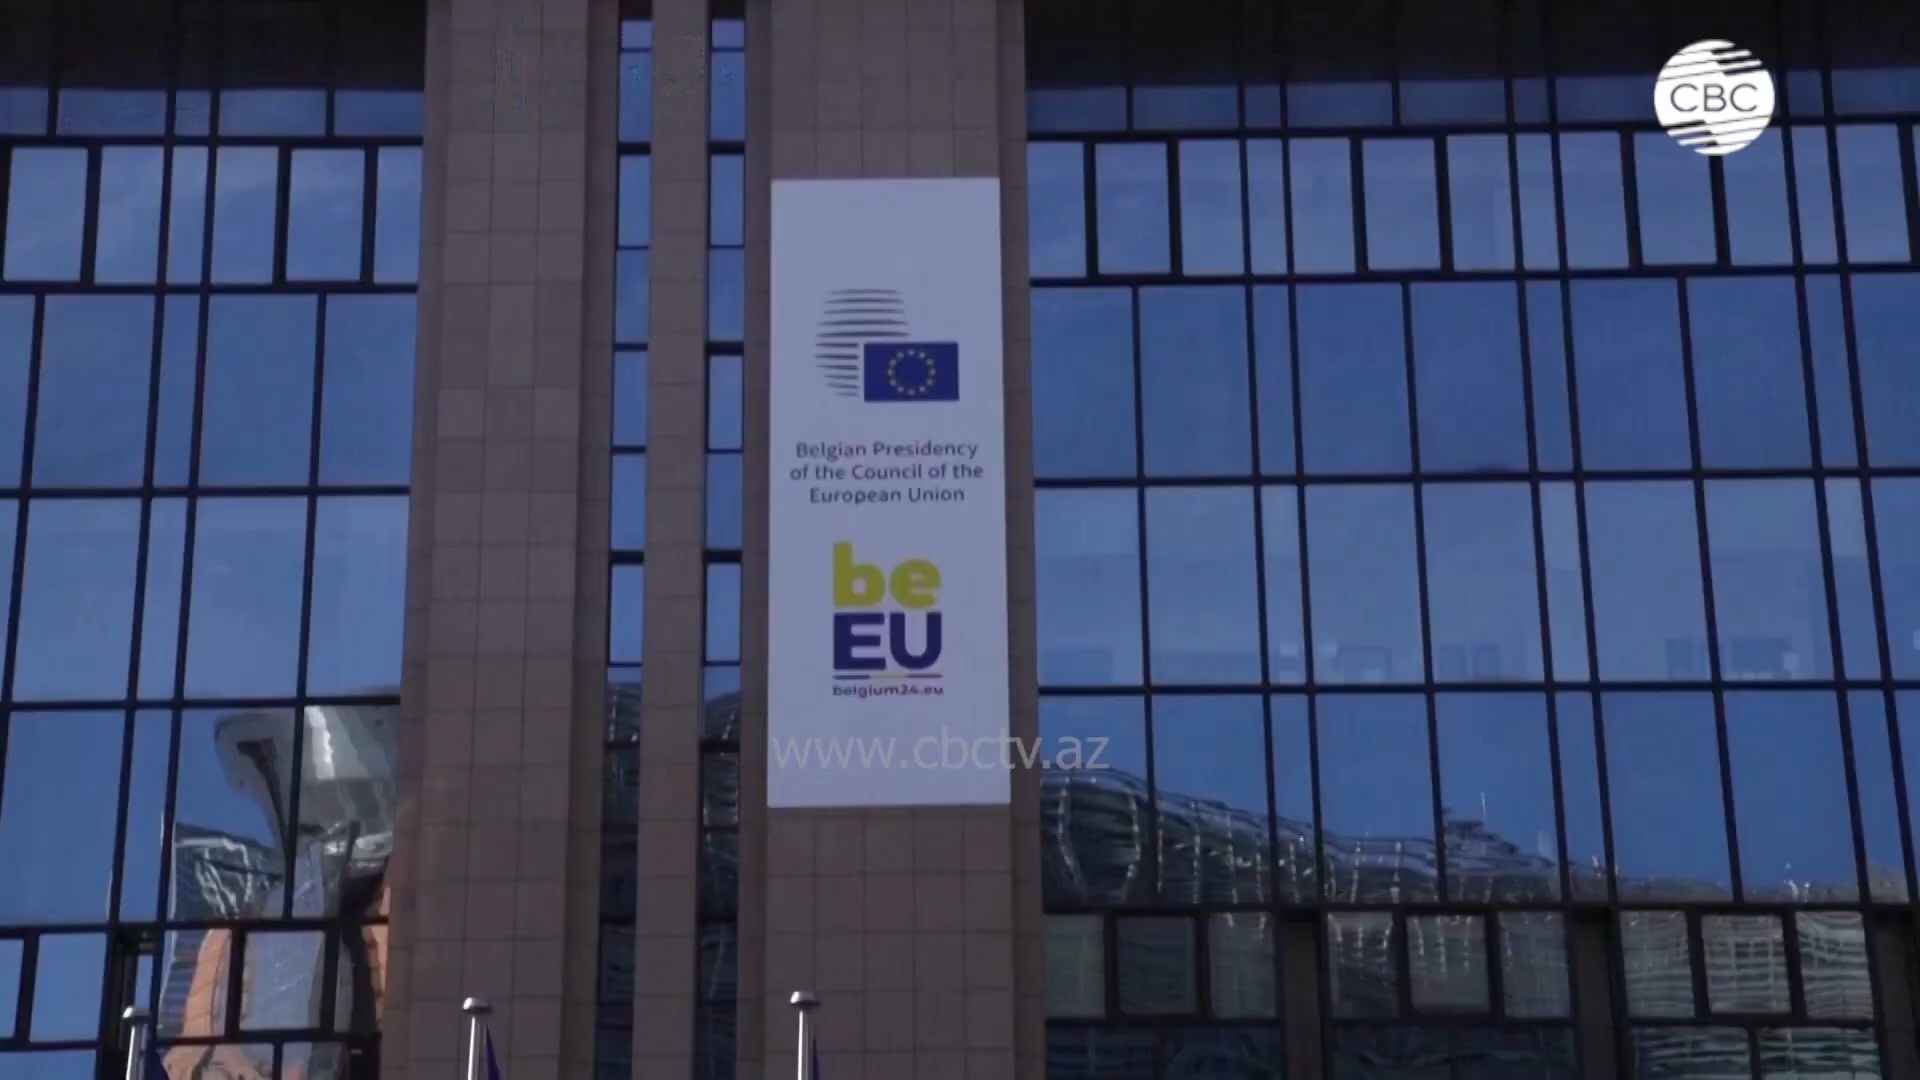 CBC
Belgian Presidency
of the Council of the
European Union
be
EU
belgium24.eu
www.cbctv.az